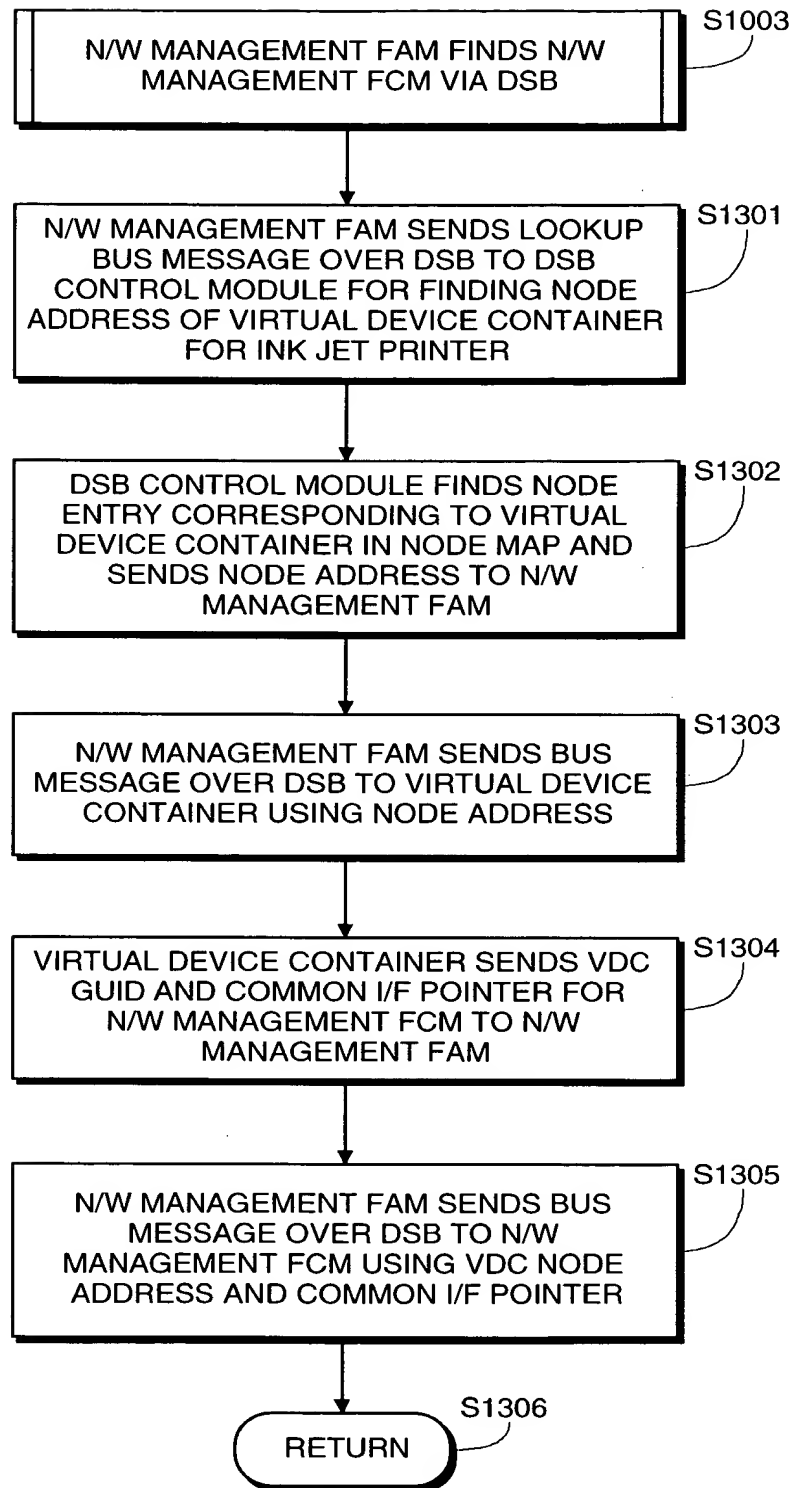 S1003
N/W MANAGEMENT FAM FINDS N/W
MANAGEMENT FCM VIA DSB
S1301
N/W MANAGEMENT FAM SENDS LOOKUP
BUS MESSAGE OVER DSB TO DSB
CONTROL MODULE FOR FINDING NODE
ADDRESS OF VIRTUAL DEVICE CONTAINER
FOR INK JET PRINTER
S1302
DSB CONTROL MODULE FINDS NODE
ENTRY CORRESPONDING TO VIRTUAL
DEVICE CONTAINER IN NODE MAP AND
SENDS NODE ADDRESS TO N/W
MANAGEMENT FAM
S1303
N/W MANAGEMENT FAM SENDS BUS
MESSAGE OVER DSB TO VIRTUAL DEVICE
CONTAINER USING NODE ADDRESS
S1304
VIRTUAL DEVICE CONTAINER SENDS VDC
GUID AND COMMON I/F POINTER FOR
N/W MANAGEMENT FCM TO N/W
MANAGEMENT FAM
S1305
N/W MANAGEMENT FAM SENDS BUS
MESSAGE OVER DSB TO N/W
MANAGEMENT FCM USING VDC NODE
ADDRESS AND COMMON I/F POINTER
S1306
RETURN